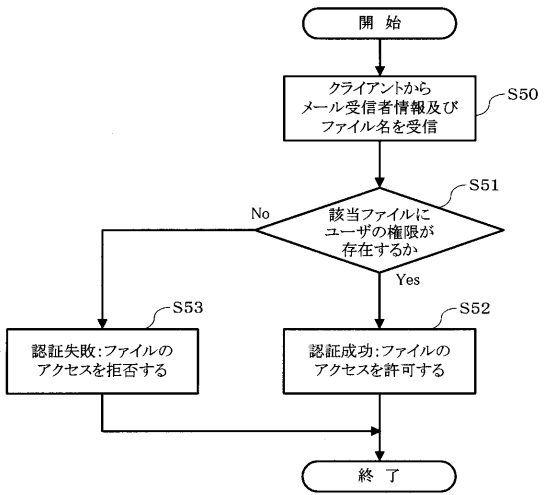 開 始
クライアントから
メール受信者情報及び
ファイル名を受信
S50
S51
該当ファイルに
ユーザの権限が
存在するか
No
Yes
S53
認証失敗:ファイルの
アクセスを拒否する
S52
認証成功:ファイルの
アクセスを許可する
終 了